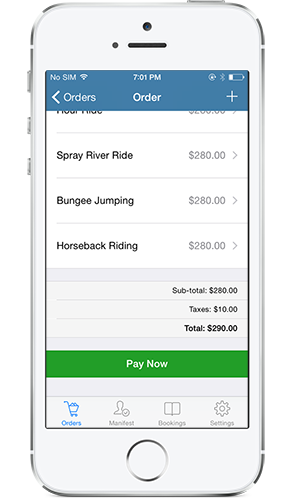 No SIM 7:01 PM
Orders Order +
Hour Ride $280.00
Spray River Ride $280.00
Bungee Jumping $280.00
Horseback Riding $280.00
Sub-total: $280.00
Taxes: $10.00
Total: $290.00
Pay Now
Orders Manifest Bookings Settings